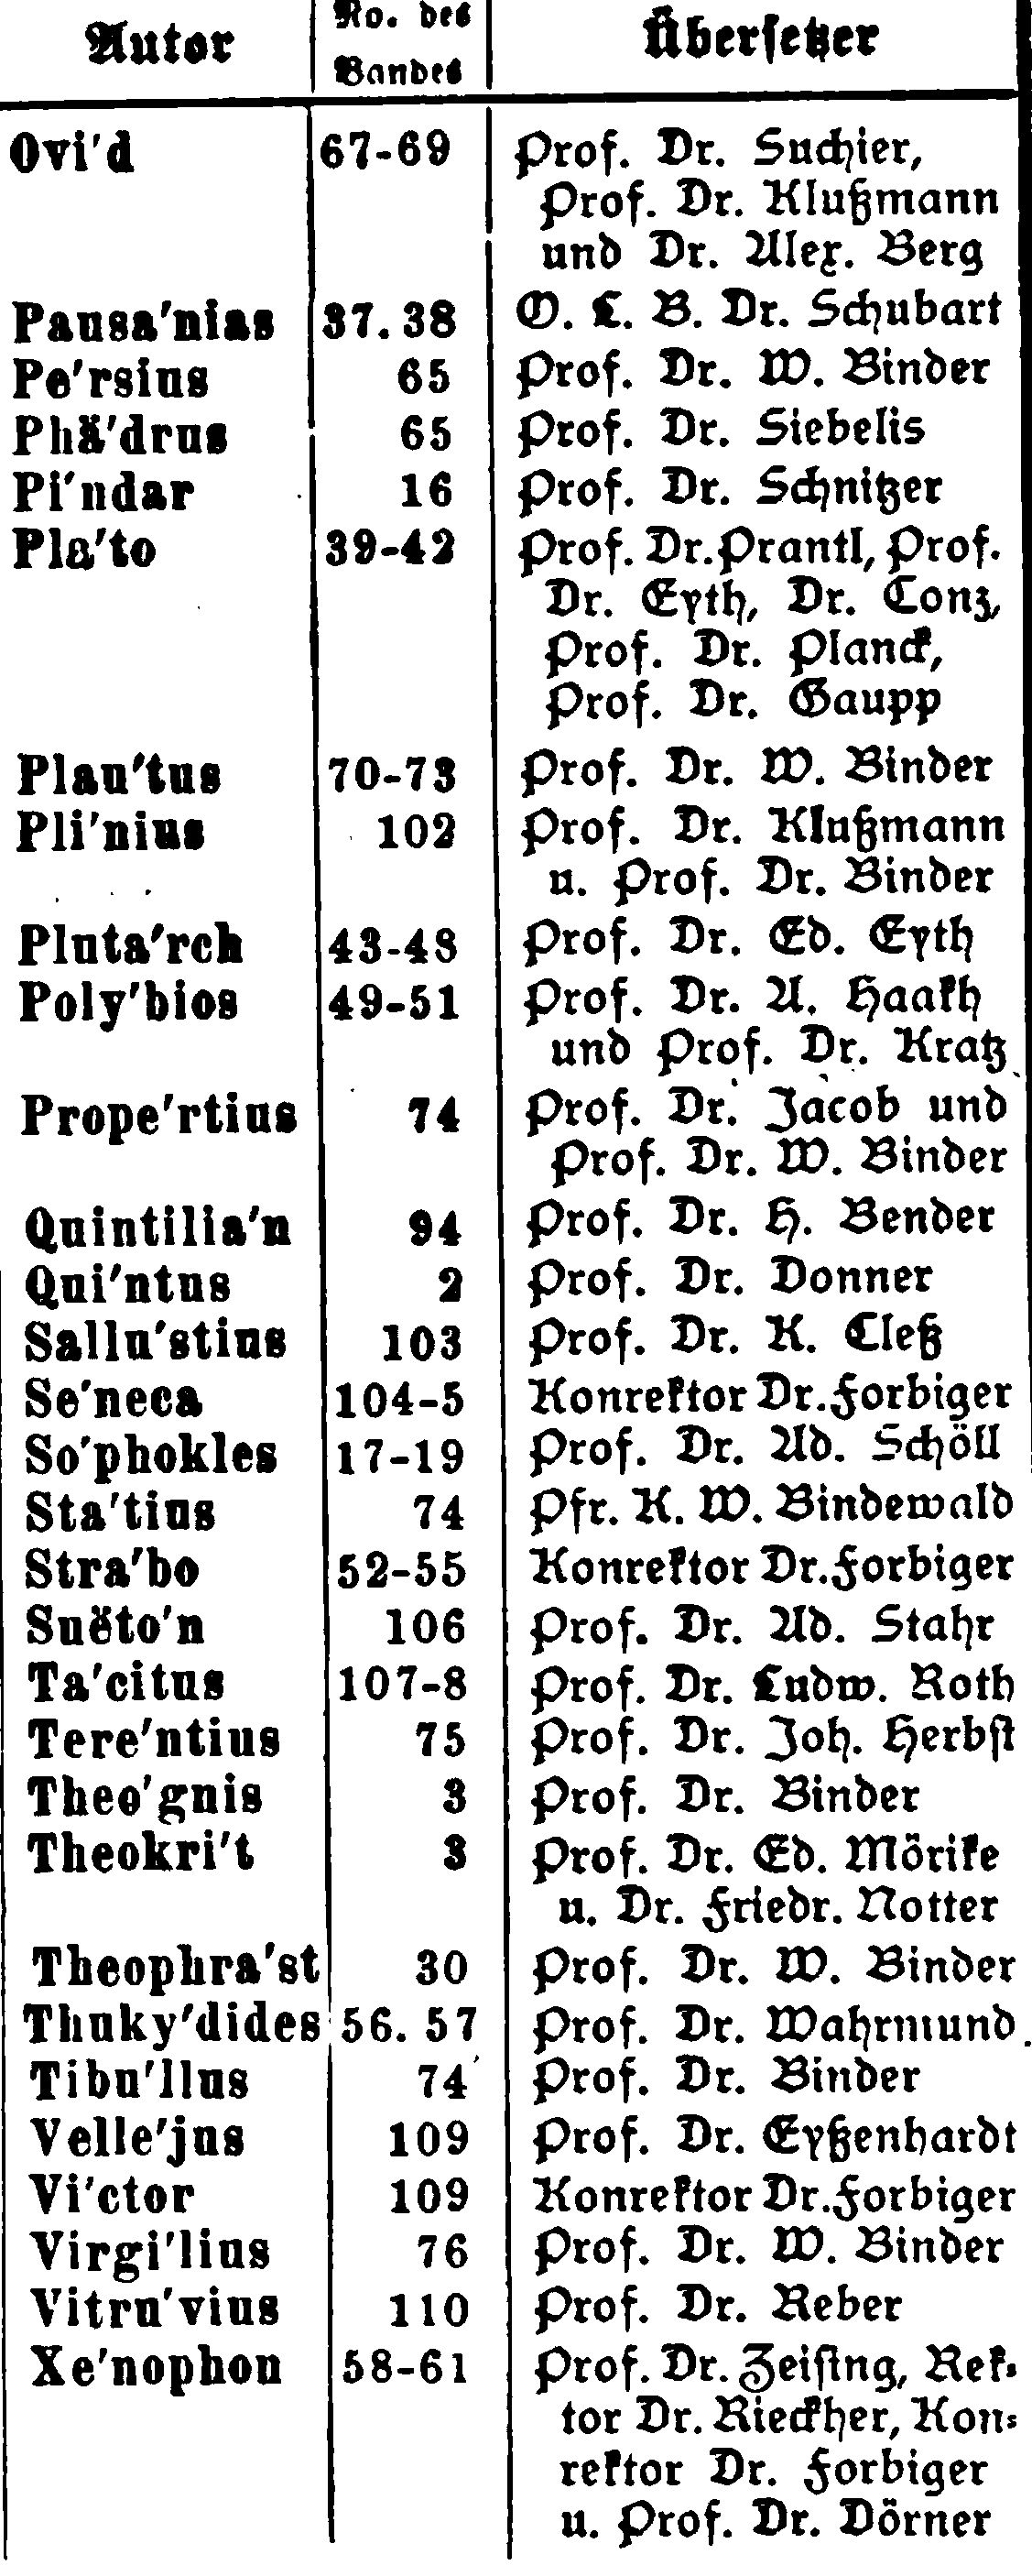 Autor No. des Bandes Übersetzer
Ovi'd 67-69 Prof. Dr. Suchier,
Prof. Dr. Klußmann
und Dr. Alex. Berg
Pausa'nias 37. 38 O. L. B. Dr. Schubart
Pe'rsius 65 Prof. Dr. W. Binder
Phä'drus 65 Prof. Dr. Siebelis
Pi'ndar 16 Prof. Dr. Schnitzer
Pla'to 39-42 Prof. Dr. Prantl, Prof.
Dr. Eyth, Dr. Conz,
Prof. Dr. Planck,
Prof. Dr. Gaupp
Plau'tus 70-73 Prof. Dr. W. Binder
Pli'nius 102 Prof. Dr. Klußmann
u. Prof. Dr. Binder
Pluta'rch 43-48 Prof. Dr. Ed. Eyth
Poly'bios 49-51 Prof. Dr. A. Haakh
und Prof. Dr. Kratz
Prope'rtius 74 Prof. Dr. Jacob und
Prof. Dr. W. Binder
Quintilia'n 94 Prof. Dr. H. Bender
Qui'ntus 2 Prof. Dr. Donner
Sallu'stius 103 Prof. Dr. K. Cleß
Se'neca 104-5 Konrektor Dr. Forbiger
So'phokles 17-19 Prof. Dr. Ad. Schöll
Sta'tius 74 Pfr. K. W. Bindewald
Stra'bo 52-55 Konrektor Dr. Forbiger
Suëto'n 106 Prof. Dr. Ad. Stahr
Ta'citus 107-8 Prof. Dr. Ludw. Roth
Tere'ntius 75 Prof. Dr. Joh. Herbst
Theo'gnis 3 Prof. Dr. Binder
Theokri't 3 Prof. Dr. Ed. Mörike
u. Dr. Friedr. Notter
Theophra'st 30 Prof. Dr. W. Binder
Thuky'dides 56. 57 Prof. Dr. Wahrmund
Tibu'llus 74 Prof. Dr. Binder
Velle'jus 109 Prof. Dr. Eyßenhardt
Vi'ctor 109 Konrektor Dr. Forbiger
Virgi'lius 76 Prof. Dr. W. Binder
Vitru'vius 110 Prof. Dr. Reber
Xe'nophon 58-61 Prof. Dr. Zeising, Rek-
tor Dr. Rieckher, Kon-
rektor Dr. Forbiger
u. Prof. Dr. Dörner